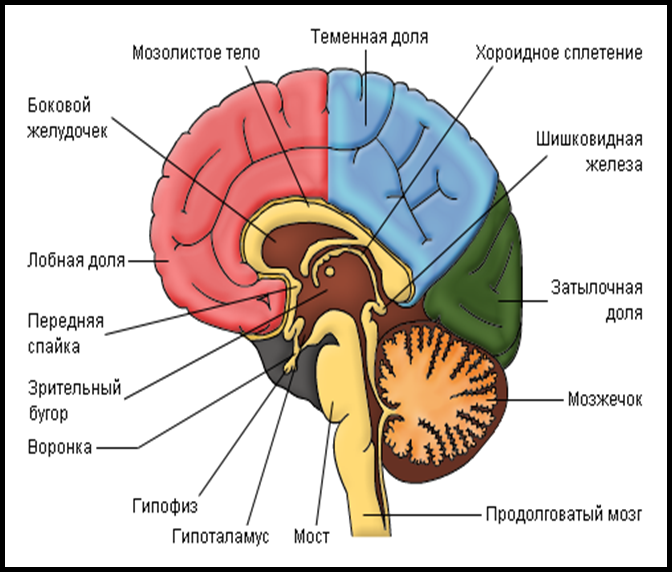 Теменная доля
Мозолистое тело
Хороидное сплетение
Боковой
желудочек
Шишковидная
железа
Лобная доля
Затылочная
доля
Передняя
спайка
Зрительный
бугор
Мозжечок
Воронка
Гипофиз
Продолговатый мозг
Гипоталамус
Мост